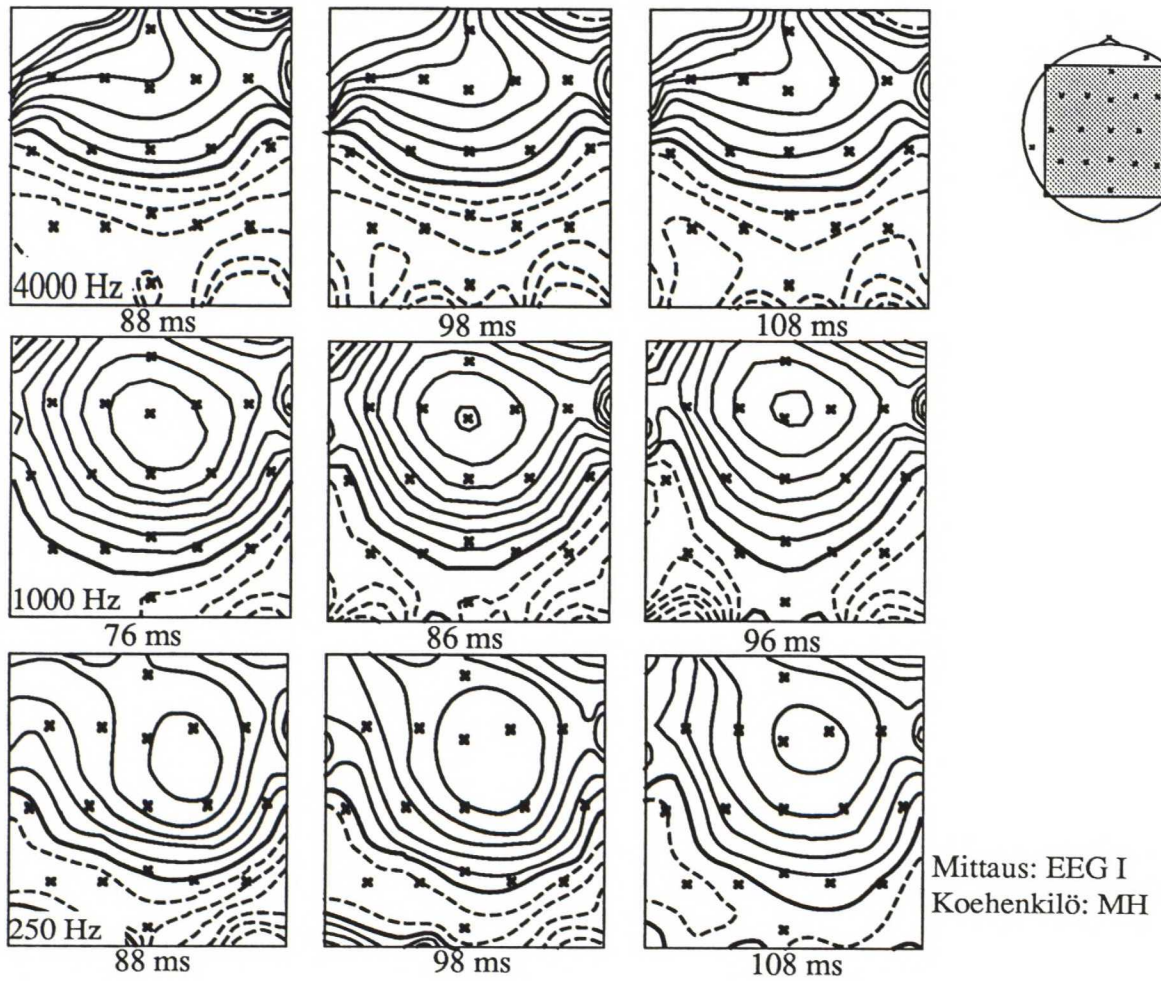 4000 Hz
88 ms
98 ms
108 ms
1000 Hz
76 ms
86 ms
96 ms
250 Hz
88 ms
98 ms
108 ms
Mittaus: EEG I
Koehenkilö: MH